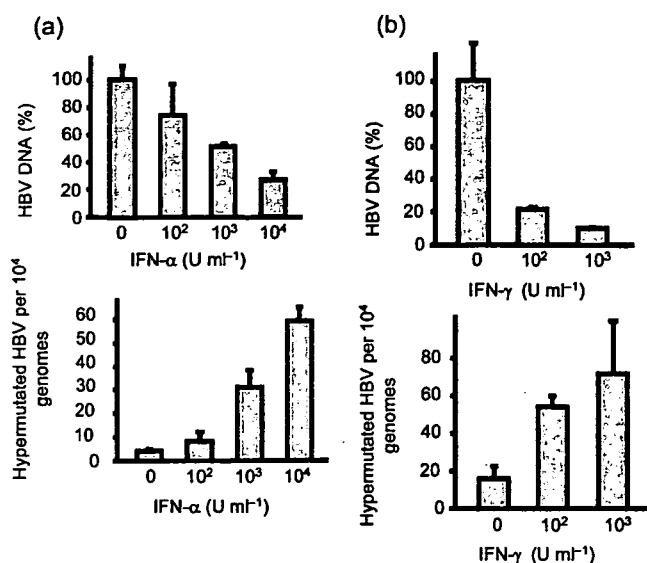 (a)
HBV DNA (%)
100
80
60
40
20
0
0 10² 10³ 10⁴
IFN-α (U ml⁻¹)
Hypermutated HBV per 10⁴
genomes
60
50
40
30
20
10
0
0 10² 10³ 10⁴
IFN-α (U ml⁻¹)
(b)
HBV DNA (%)
100
80
60
40
20
0
0 10² 10³
IFN-γ (U ml⁻¹)
Hypermutated HBV per 10⁴
genomes
80
60
40
20
0
0 10² 10³
IFN-γ (U ml⁻¹)